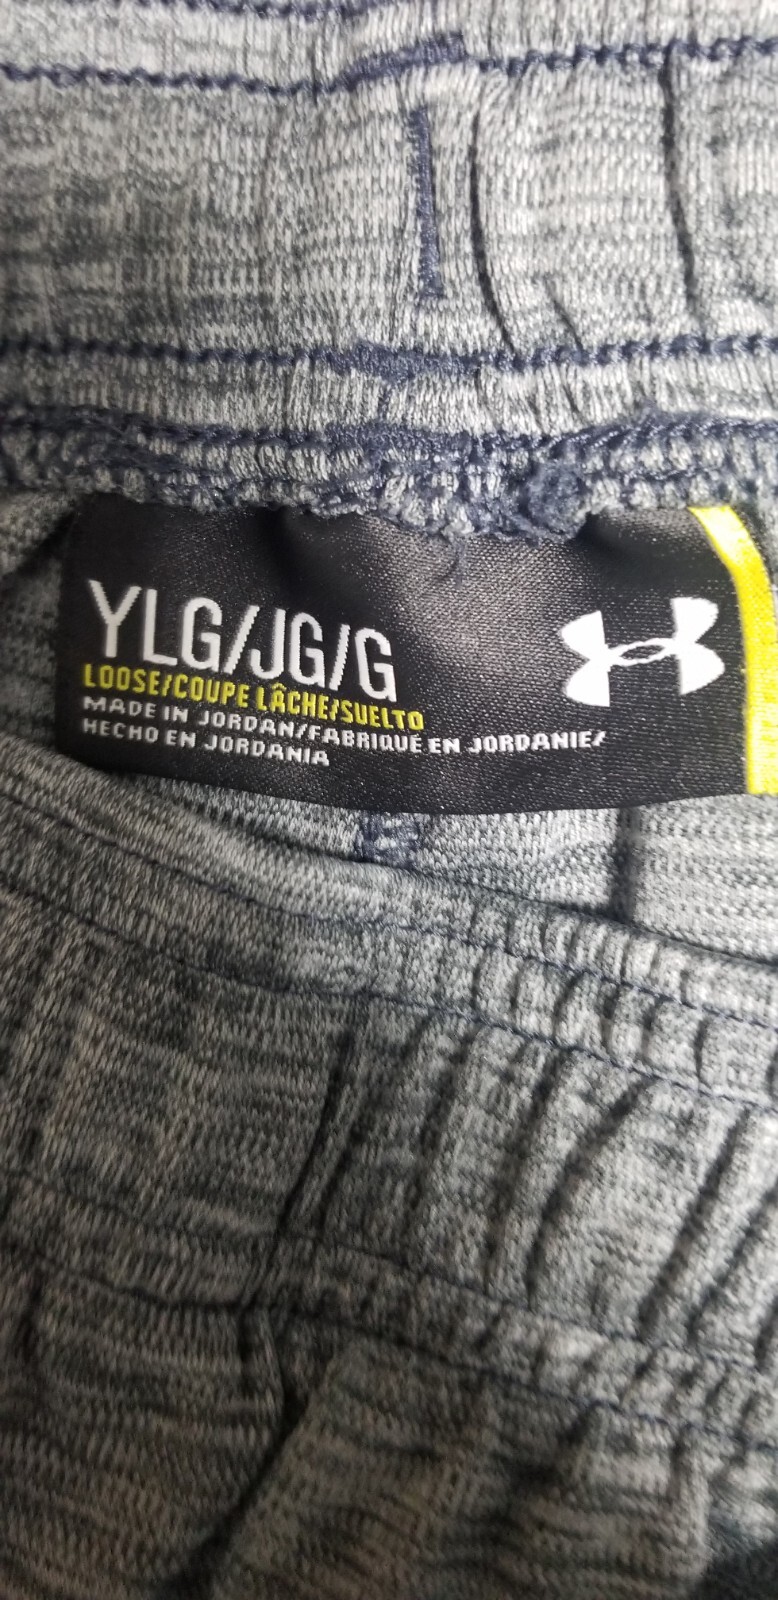 YLG/JG/G
LOOSE/COUPE LÂCHE/SUELTO
MADE IN JORDAN/FABRIQUÉ EN JORDANIE/
HECHO EN JORDANIA